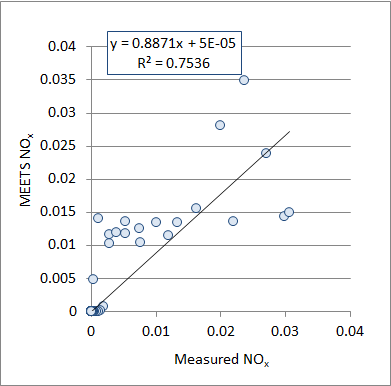 0.04
y = 0.8871x + 5E-05
R² = 0.7536
0.035
0.03
0.025
MEETS NOx
0.02
0.015
0.01
0.005
0
0 0.01 0.02 0.03 0.04
Measured NOx